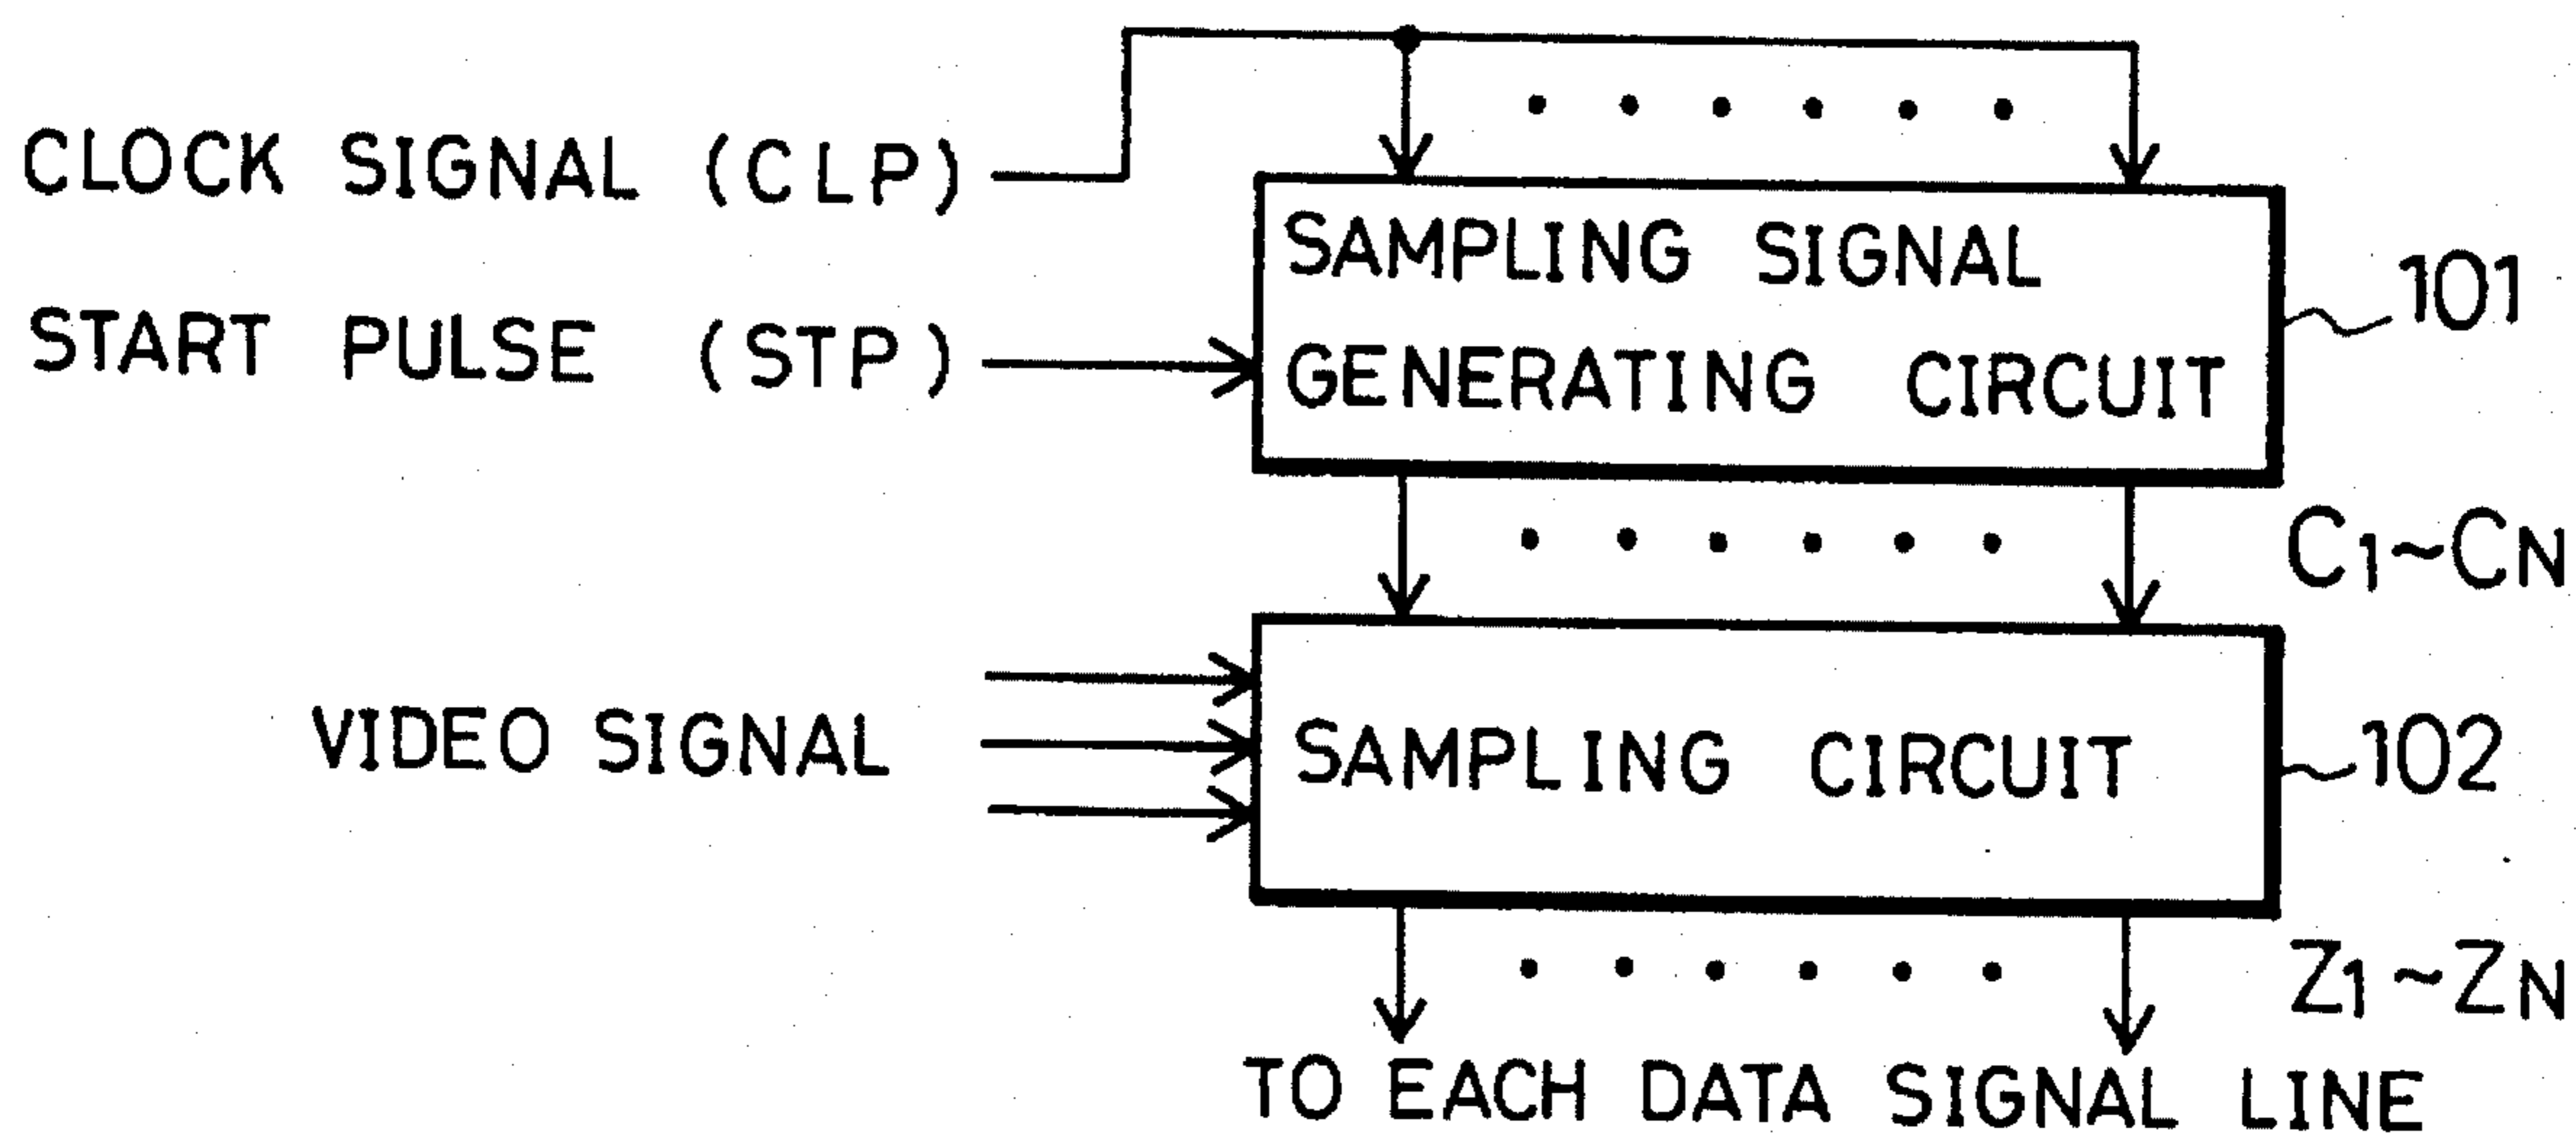 CLOCK SIGNAL (CLP)
START PULSE (STP)
SAMPLING SIGNAL
GENERATING CIRCUIT
101
C1~CN
VIDEO SIGNAL
SAMPLING CIRCUIT
102
Z1~ZN
TO EACH DATA SIGNAL LINE